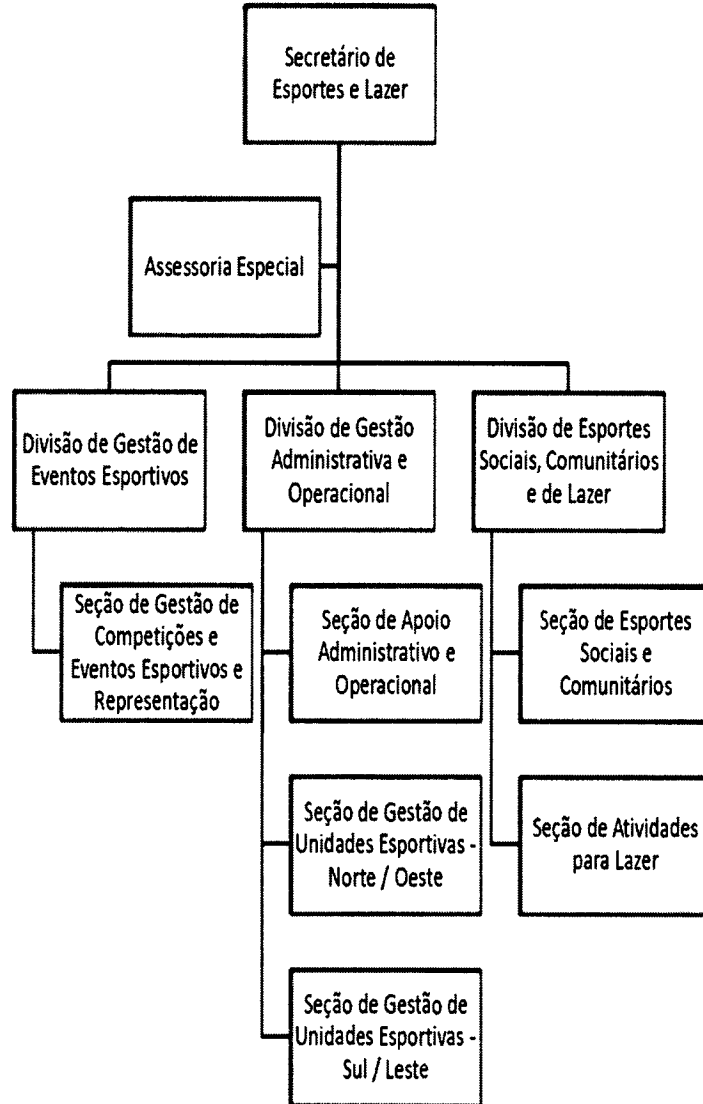 Secretário de
Esportes e Lazer
Assessoria Especial
Divisão de Gestão de
Eventos Esportivos
Divisão de Gestão
Administrativa e
Operacional
Divisão de Esportes
Sociais, Comunitários
e de Lazer
Seção de Gestão de
Competições e
Eventos Esportivos e
Representação
Seção de Apoio
Administrativo e
Operacional
Seção de Esportes
Sociais e
Comunitários
Seção de Gestão de
Unidades Esportivas -
Norte / Oeste
Seção de Atividades
para Lazer
Seção de Gestão de
Unidades Esportivas -
Sul / Leste